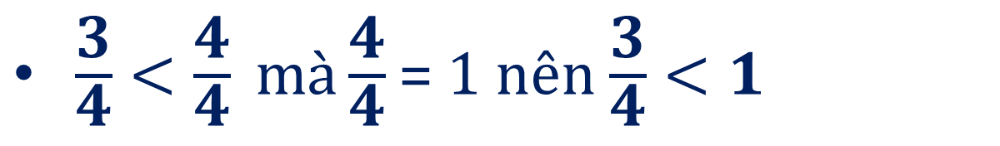 • 3/4 < 4/4 mà 4/4 = 1 nên 3/4 < 1